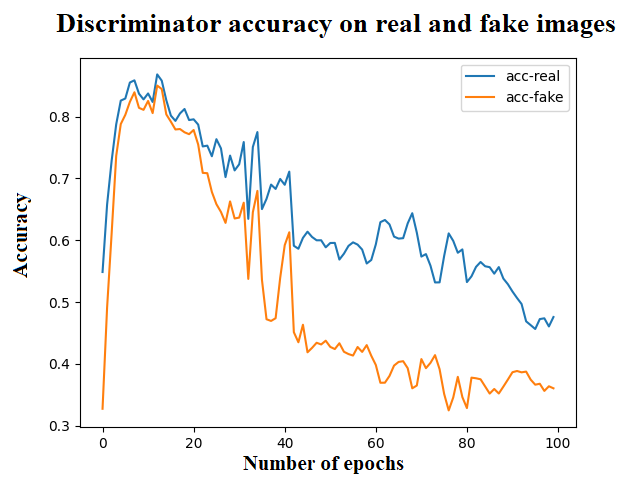 Discriminator accuracy on real and fake images
acc-real
acc-fake
Accuracy
0.8
0.7
0.6
0.5
0.4
0.3
0 20 40 60 80 100
Number of epochs